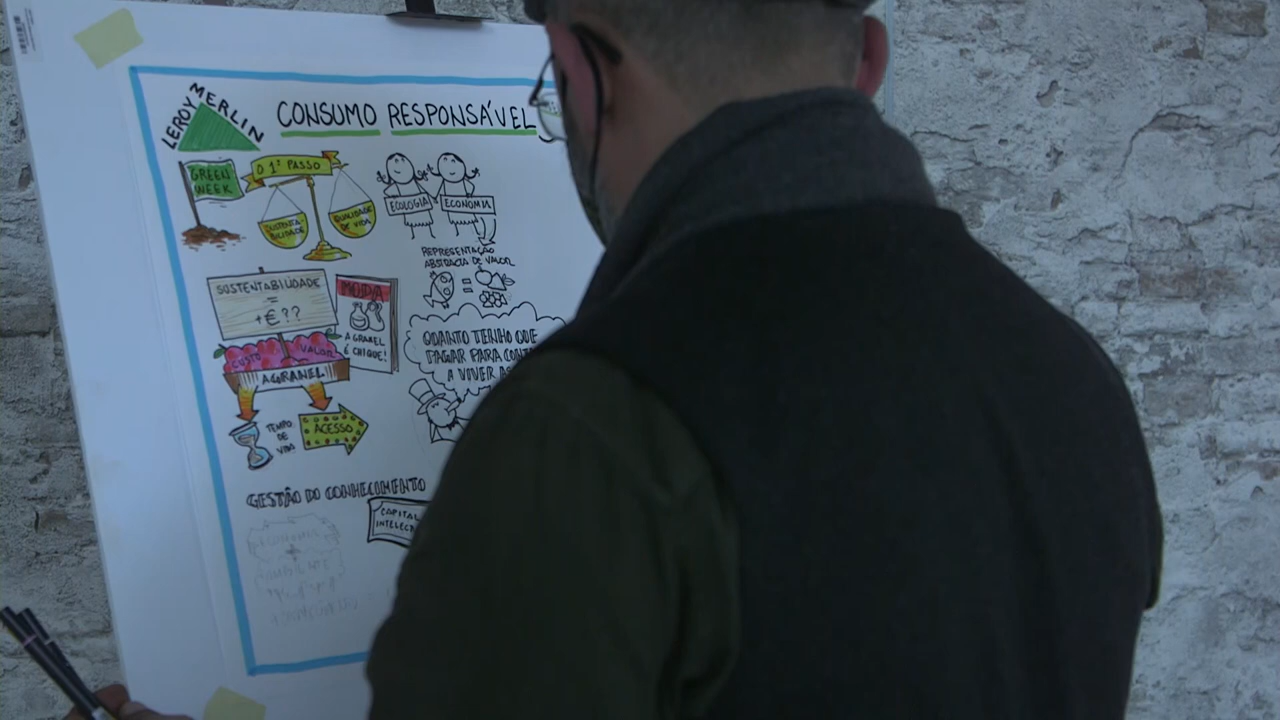 LEROY MERLIN
CONSUMO RESPONSÁVEL
GREEN
WEEK
O 1º PASSO
SUSTENTA
BILIDADE
QUALIDADE
DE VIDA
ECOLOGIA
ECONOMIA
REPRESENTAÇÃO
ABSTRACTA DE VALOR
=
SUSTENTABILIDADE
=
+€??
MODA
A GRANEL
É CHIQUE!
CUSTO
VALOR
A GRANEL
QUANTO TENHO QUE
PAGAR PARA
A VIVER
TEMPO
DE
VIDA
ACESSO
GESTÃO DO CONHECIMENTO
CAPITAL